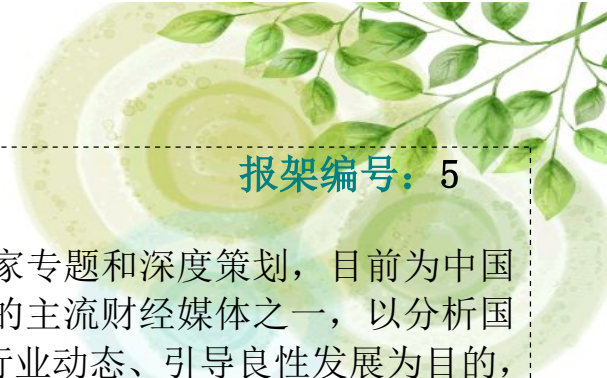 报架编号：5
家专题和深度策划，目前为中国
的主流财经媒体之一，以分析国
行业动态、引导良性发展为目的，